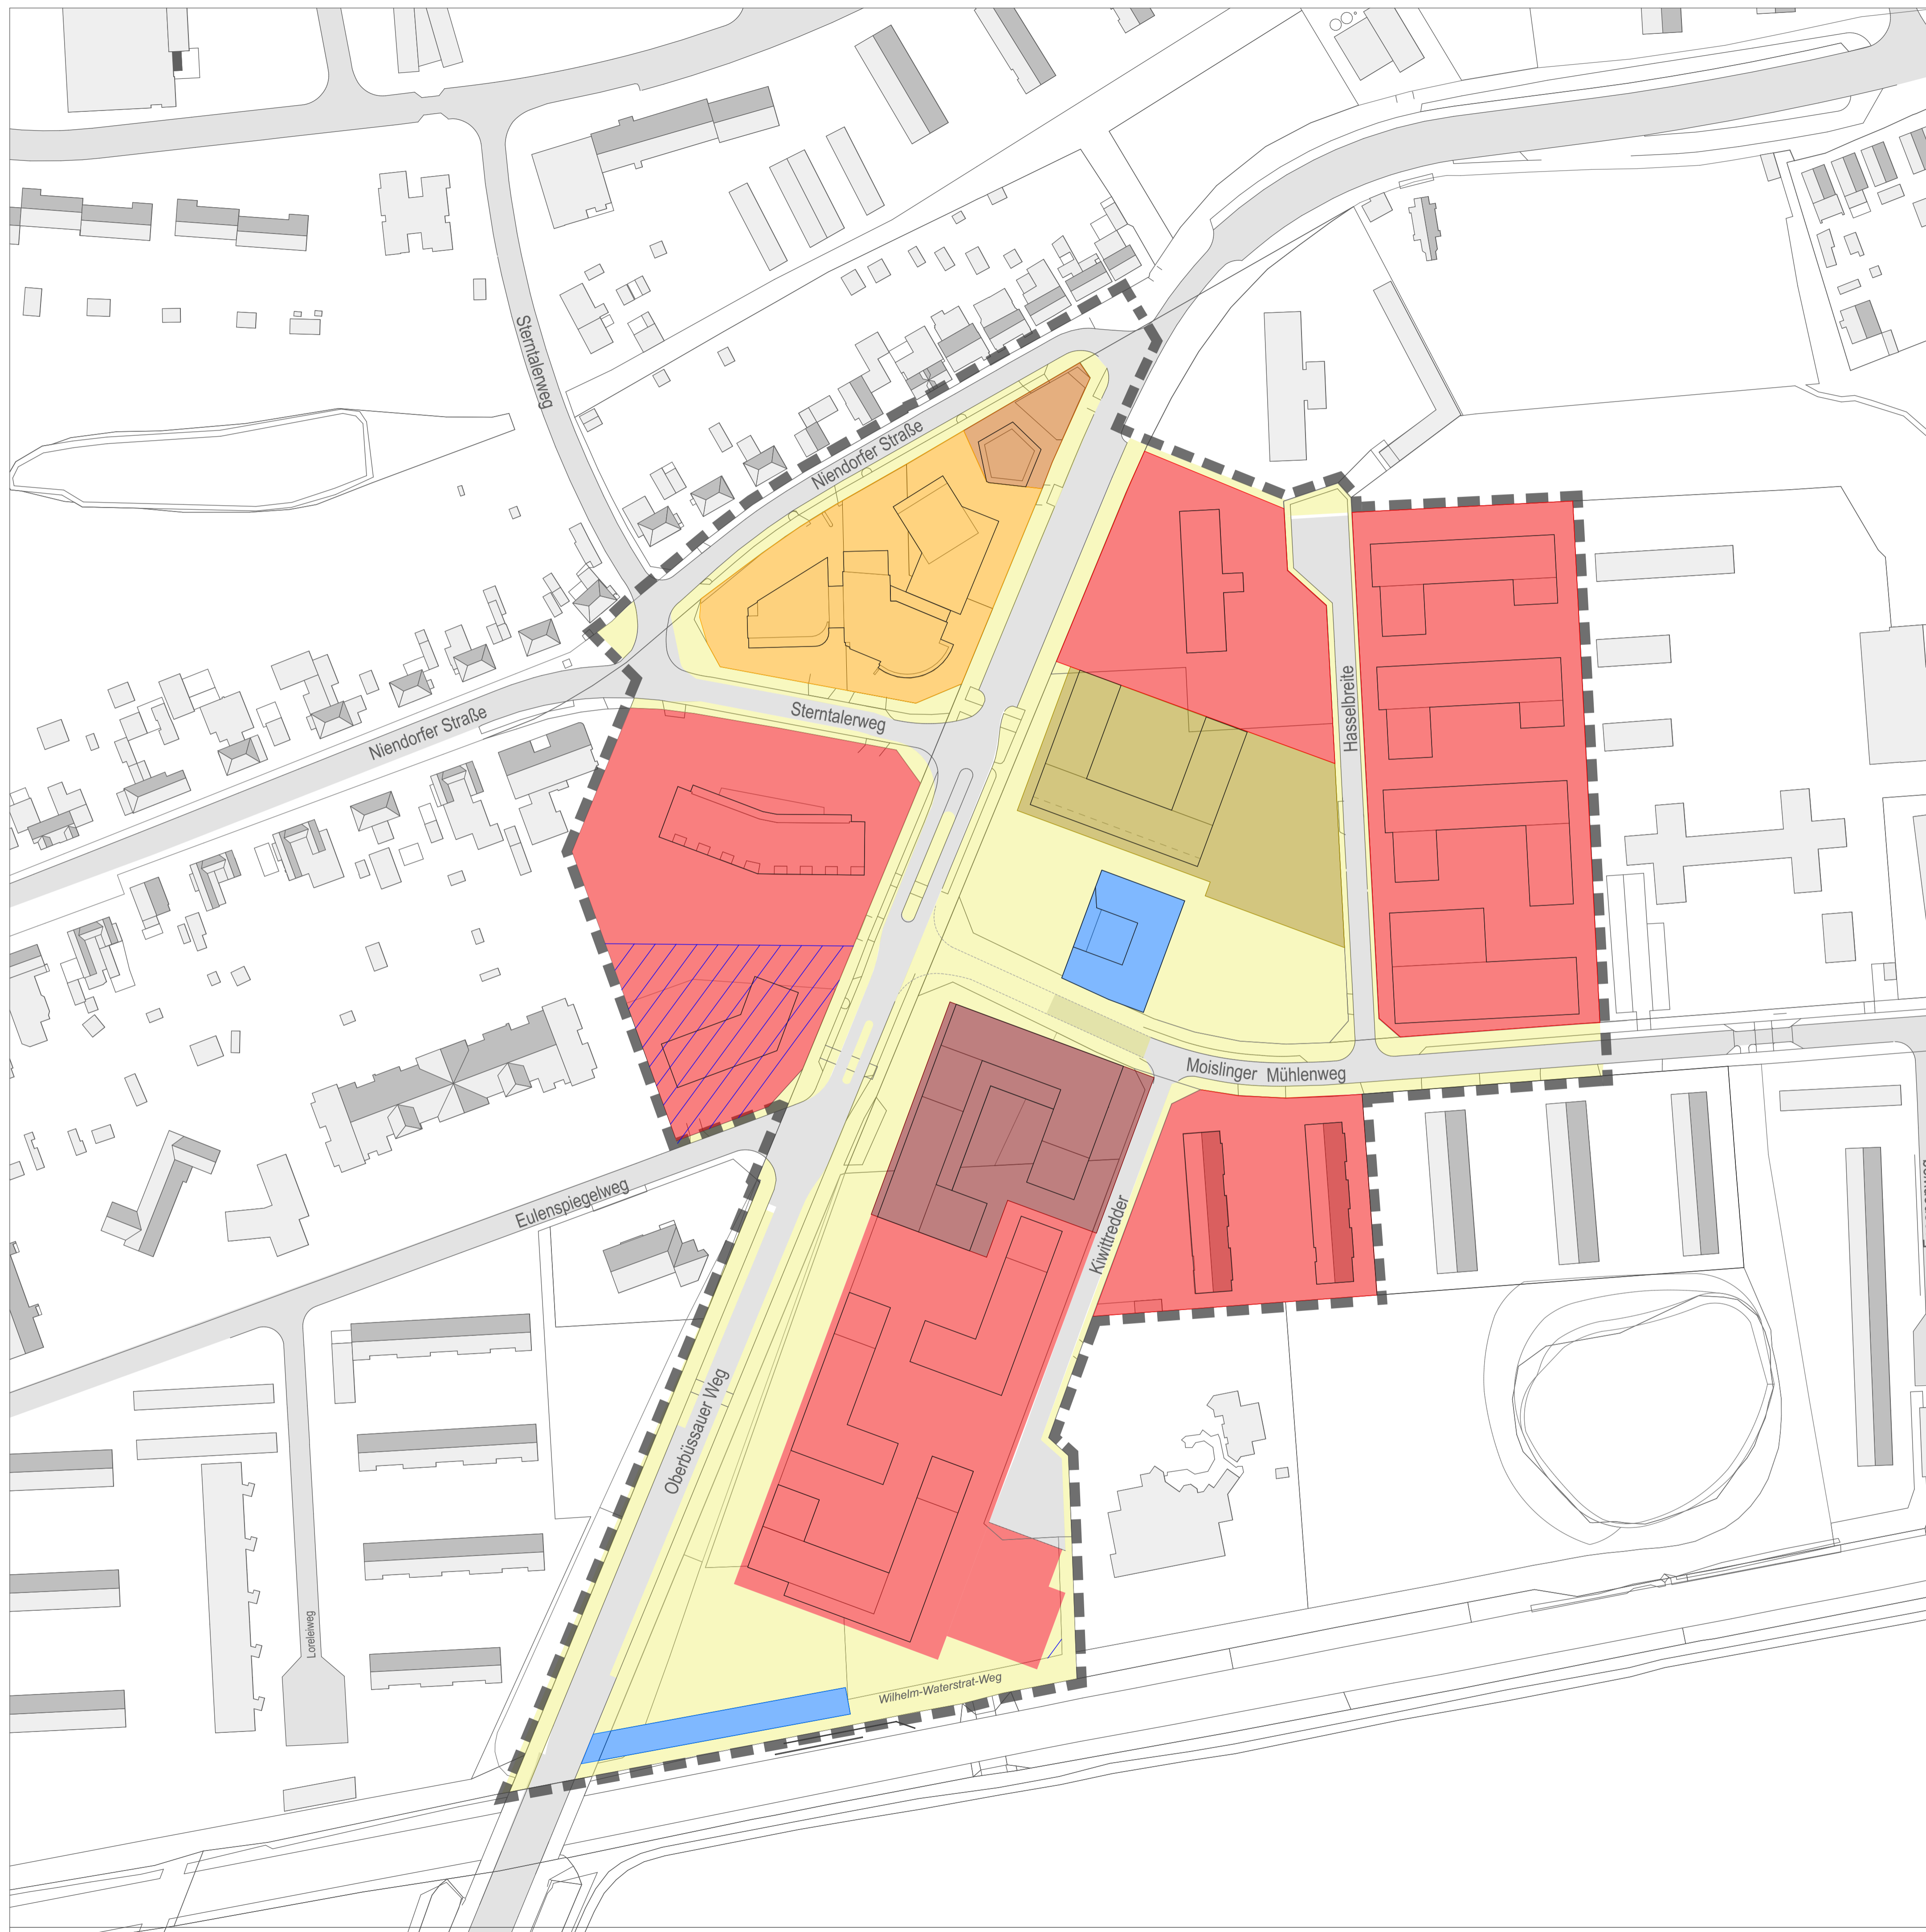 Sterntalerweg
Niendorfer Straße
Niendorfer Straße
Sterntalerweg
Hasselbreite
Moislinger Mühlenweg
Eulenspiegelweg
Kiwittredder
Oberbüssauer Weg
Loreleiweg
Wilhelm-Waterstrat-Weg